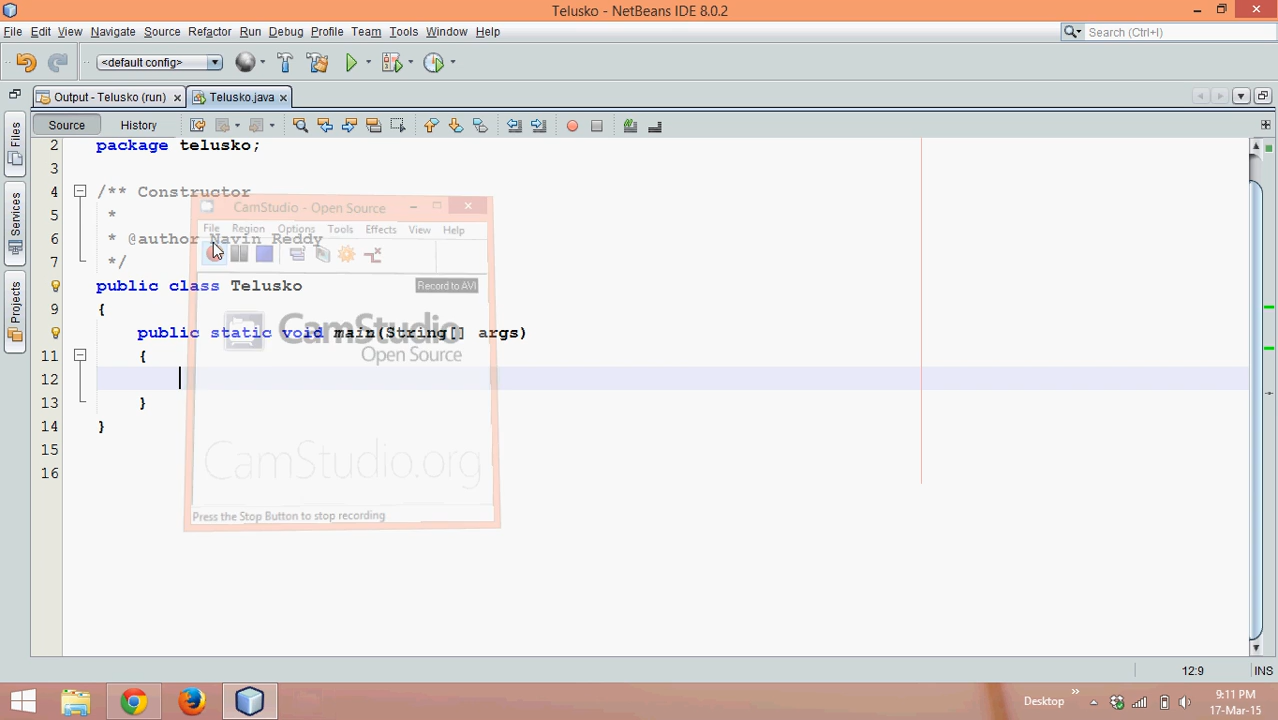 Telusko - NetBeans IDE 8.0.2
File Edit View Navigate Source Refactor Run Debug Profile Team Tools Window Help
Search (Ctrl+I)
<default config>
Output - Telusko (run) Telusko.java
Source History
Files
Services
Projects
2 package telusko;
3
4 /** Constructor
5 *
6 * @author Navin Reddy
7 */
public class Telusko
9 {
public static void main(String[] args)
11 {
12
13 }
14 }
15
16
CamStudio - Open Source
File Region Options Tools Effects View Help
Record to AVI
CamStudio
Open Source
CamStudio.org
Press the Stop Button to stop recording
12:9 INS
Desktop
9:11 PM
17-Mar-15